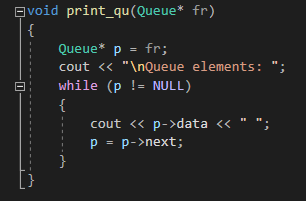 void print_qu(Queue* fr)
{
    Queue* p = fr;
    cout << "\nQueue elements: ";
    while (p != NULL)
    {
        cout << p->data << " ";
        p = p->next;
    }
}